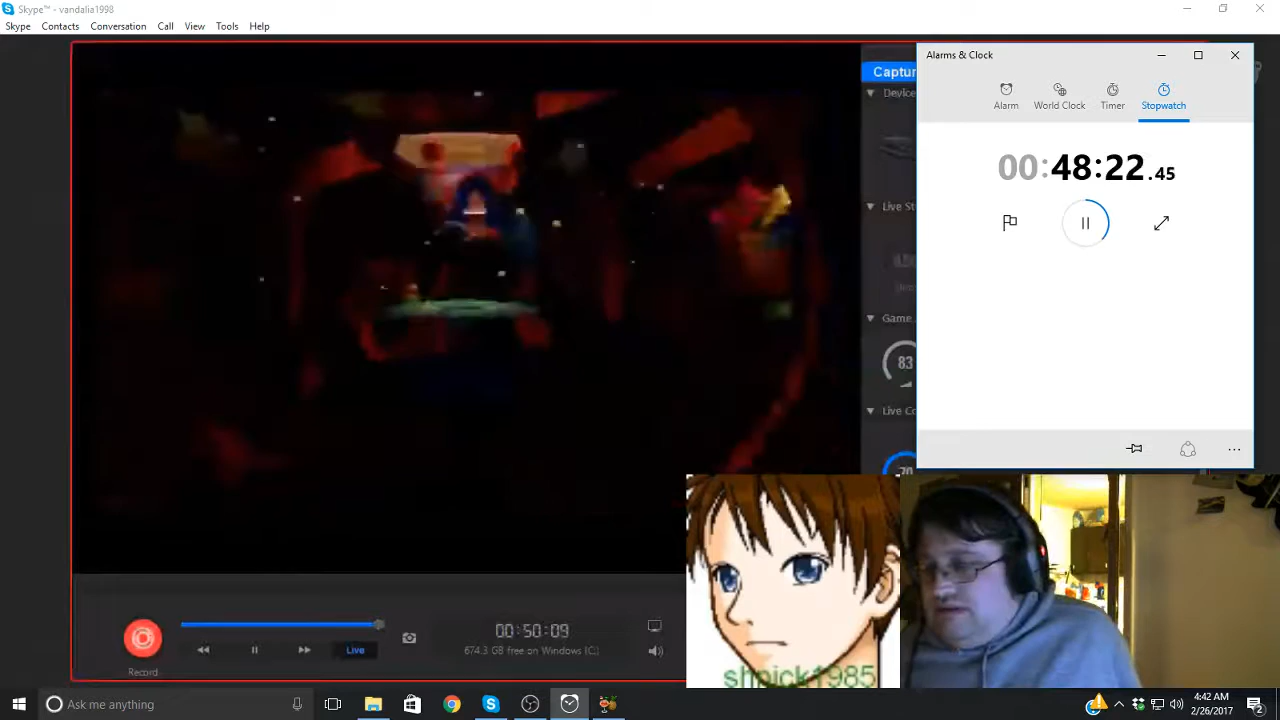 Skype™ - vandalia1998
Skype Contacts Conversation Call View Tools Help
Alarms & Clock
Alarm World Clock Timer Stopwatch
00:48:22.45
Captur
Device
Live St
Game
83
Live Co
70
00:50:09
674.3 GB free on Windows (C:)
Live
Record
shpick1985
Ask me anything
4:42 AM
2/26/2017
2